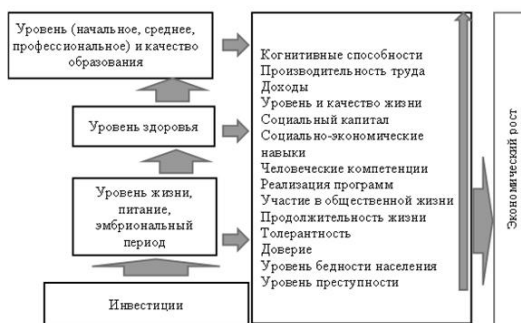 Уровень (начальное, среднее,
профессиональное) и качество
образования
Уровень здоровья
Уровень жизни,
питание,
эмбриональный
период
Инвестиции
Когнитивные способности
Производительность труда
Доходы
Уровень и качество жизни
Социальный капитал
Социально-экономические
навыки
Человеческие компетенции
Реализация программ
Участие в общественной жизни
Продолжительность жизни
Толерантность
Доверие
Уровень бедности населения
Уровень преступности
Экономический рост